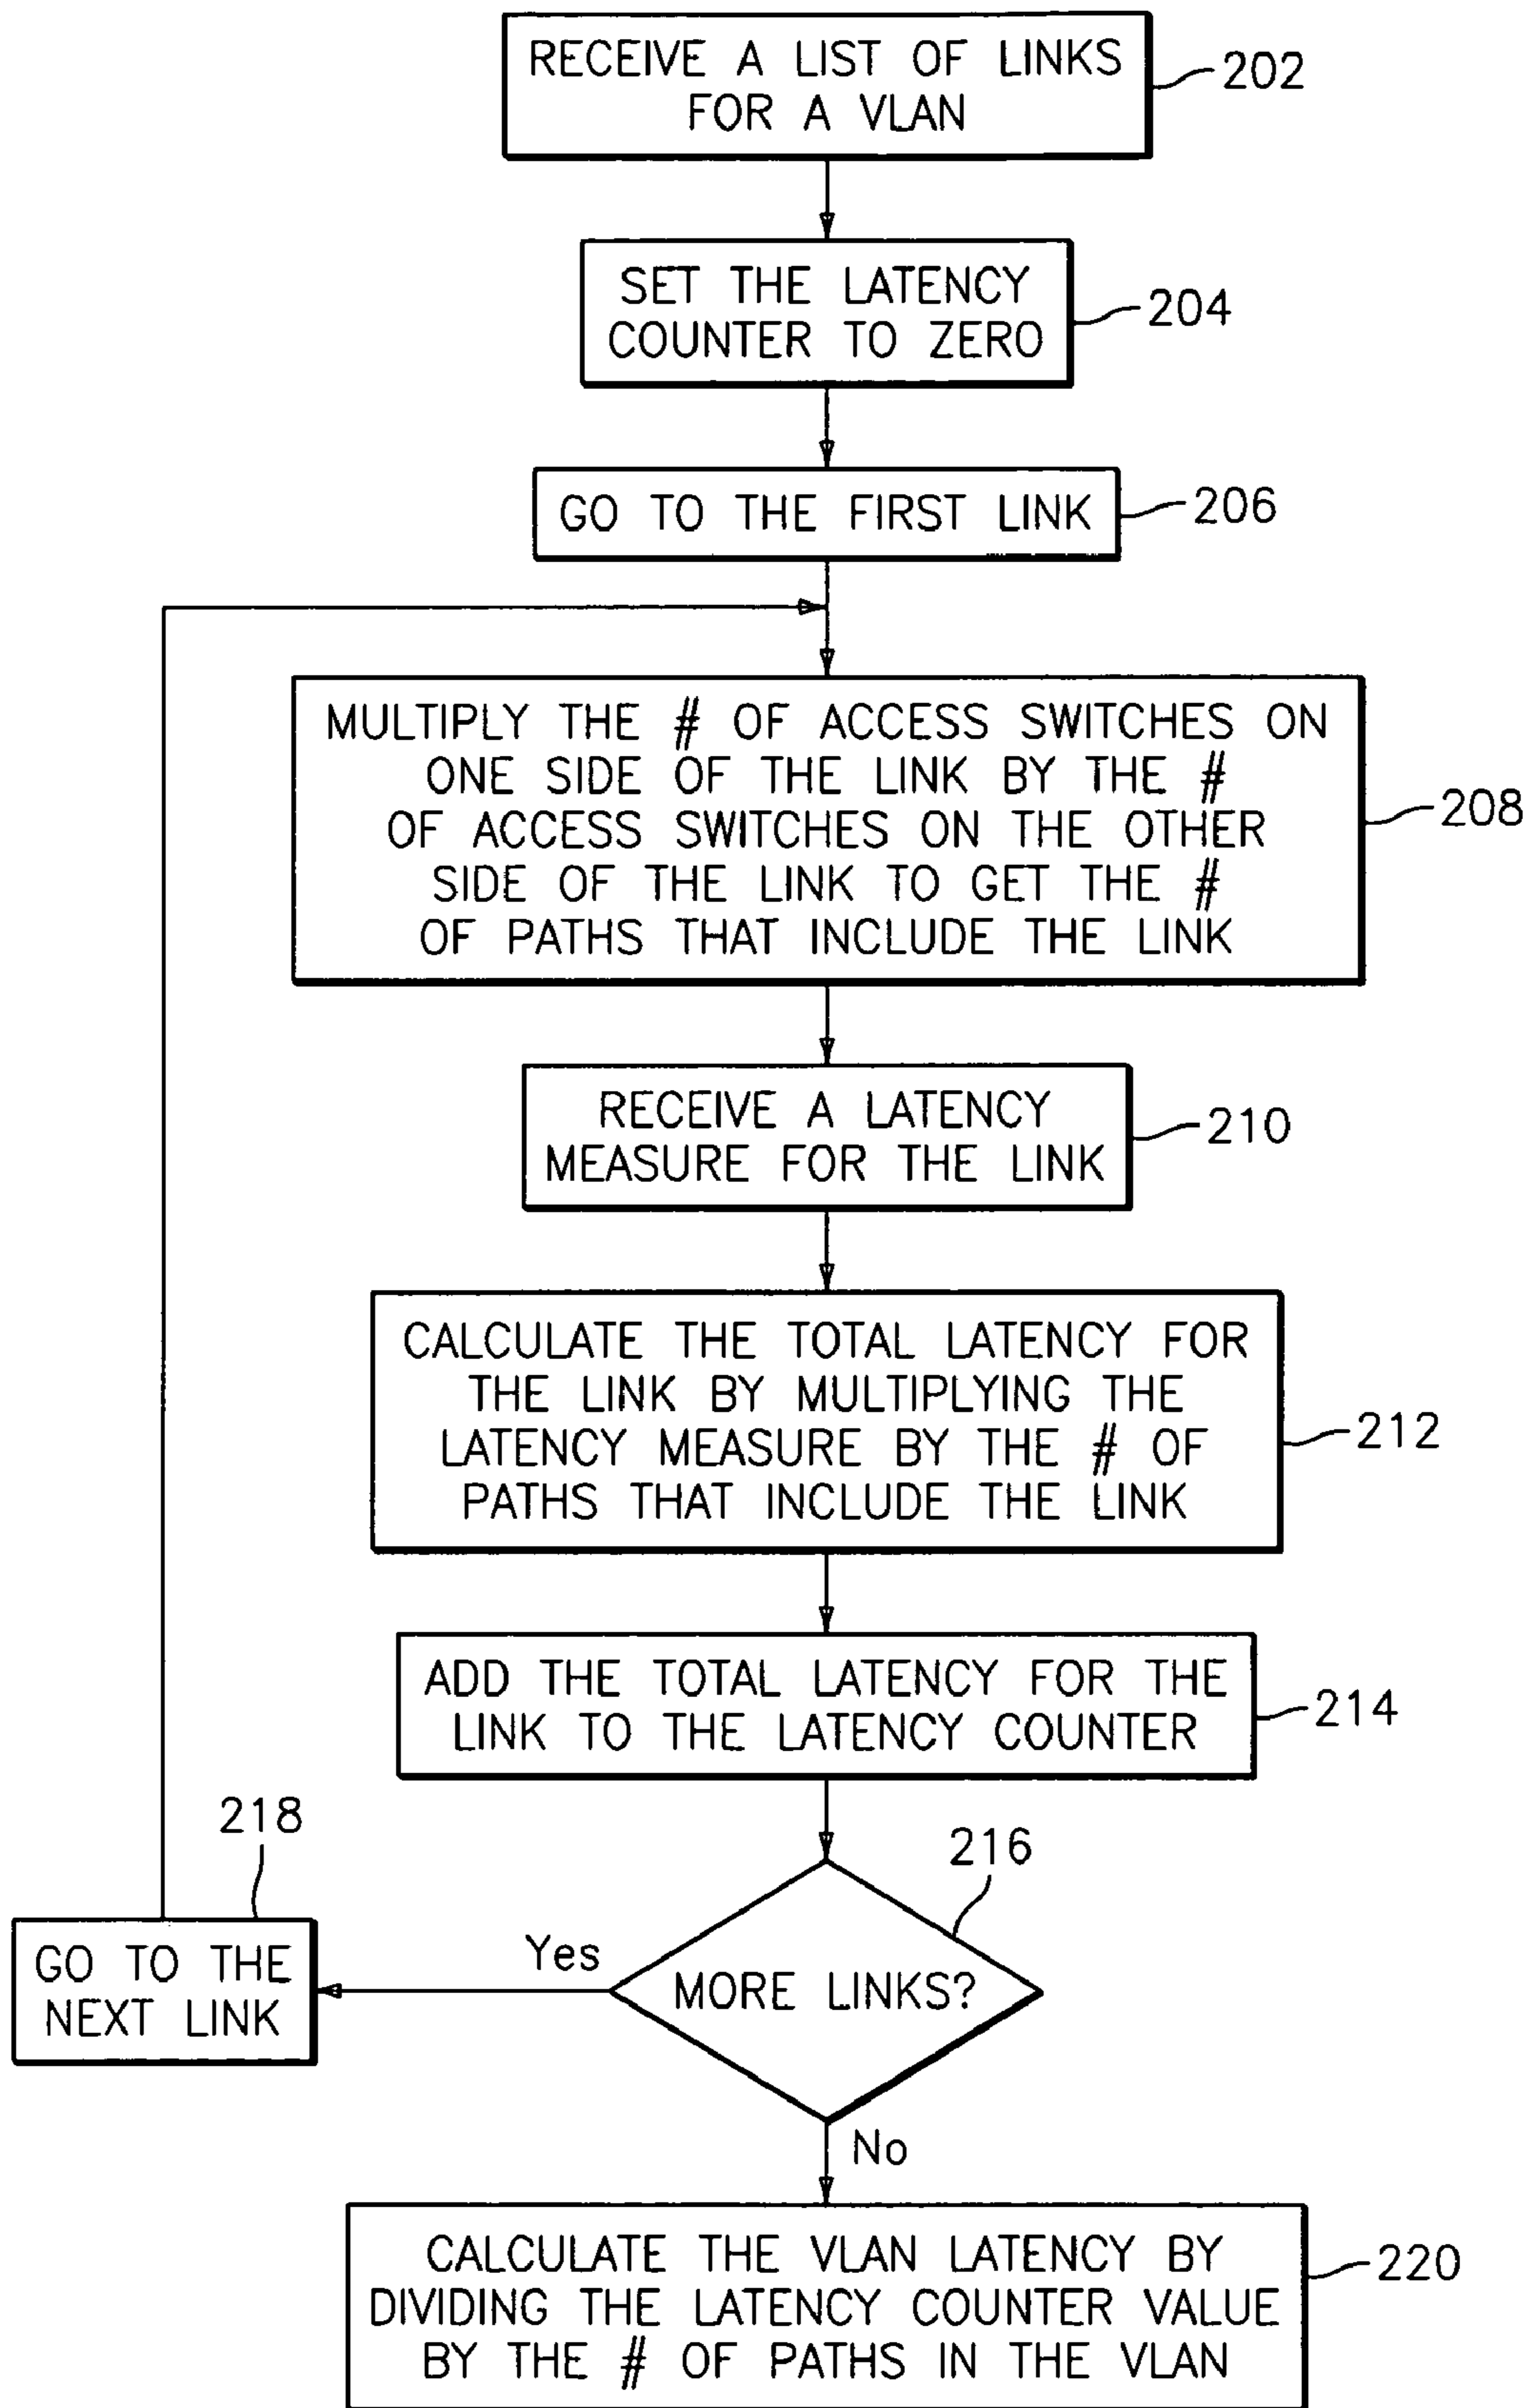 RECEIVE A LIST OF LINKS
FOR A VLAN
202
SET THE LATENCY
COUNTER TO ZERO
204
GO TO THE FIRST LINK
206
MULTIPLY THE # OF ACCESS SWITCHES ON
ONE SIDE OF THE LINK BY THE #
OF ACCESS SWITCHES ON THE OTHER
SIDE OF THE LINK TO GET THE #
OF PATHS THAT INCLUDE THE LINK
208
RECEIVE A LATENCY
MEASURE FOR THE LINK
210
CALCULATE THE TOTAL LATENCY FOR
THE LINK BY MULTIPLYING THE
LATENCY MEASURE BY THE # OF
PATHS THAT INCLUDE THE LINK
212
ADD THE TOTAL LATENCY FOR THE
LINK TO THE LATENCY COUNTER
214
216
MORE LINKS?
Yes
218
GO TO THE
NEXT LINK
No
CALCULATE THE VLAN LATENCY BY
DIVIDING THE LATENCY COUNTER VALUE
BY THE # OF PATHS IN THE VLAN
220